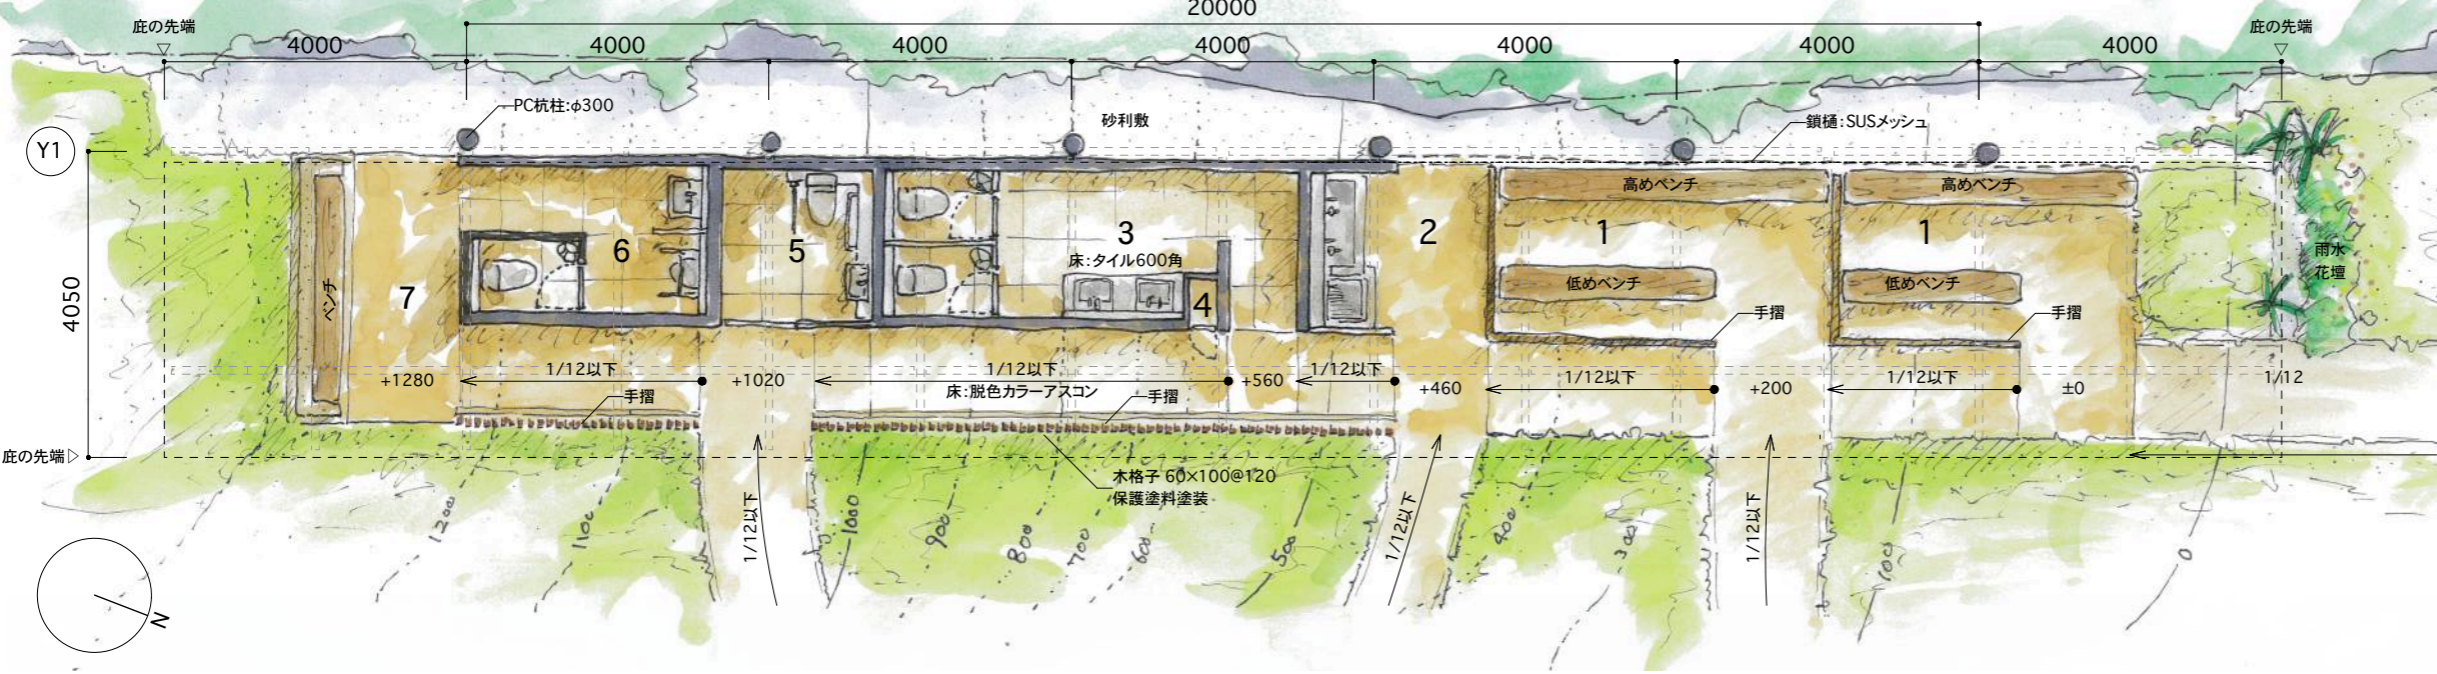 20000
庇の先端
庇の先端
4000
4000
4000
4000
4000
4000
4000
PC杭柱:φ300
砂利敷
鎖樋:SUSメッシュ
Y1
高めベンチ
高めベンチ
6
5
3
2
1
1
床:タイル600角
雨水
花壇
低めベンチ
低めベンチ
ベンチ
7
4
4050
手摺
手摺
+1280
1/12以下
+1020
1/12以下
+560
1/12以下
+460
1/12以下
+200
1/12以下
±0
1/12
手摺
床:脱色カラーアスコン
手摺
庇の先端
木格子 60×100@120
保護塗料塗装
1200
1100
1/12以下
1000
900
800
700
600
500
1/12以下
400
300
1/12以下
100
0
N